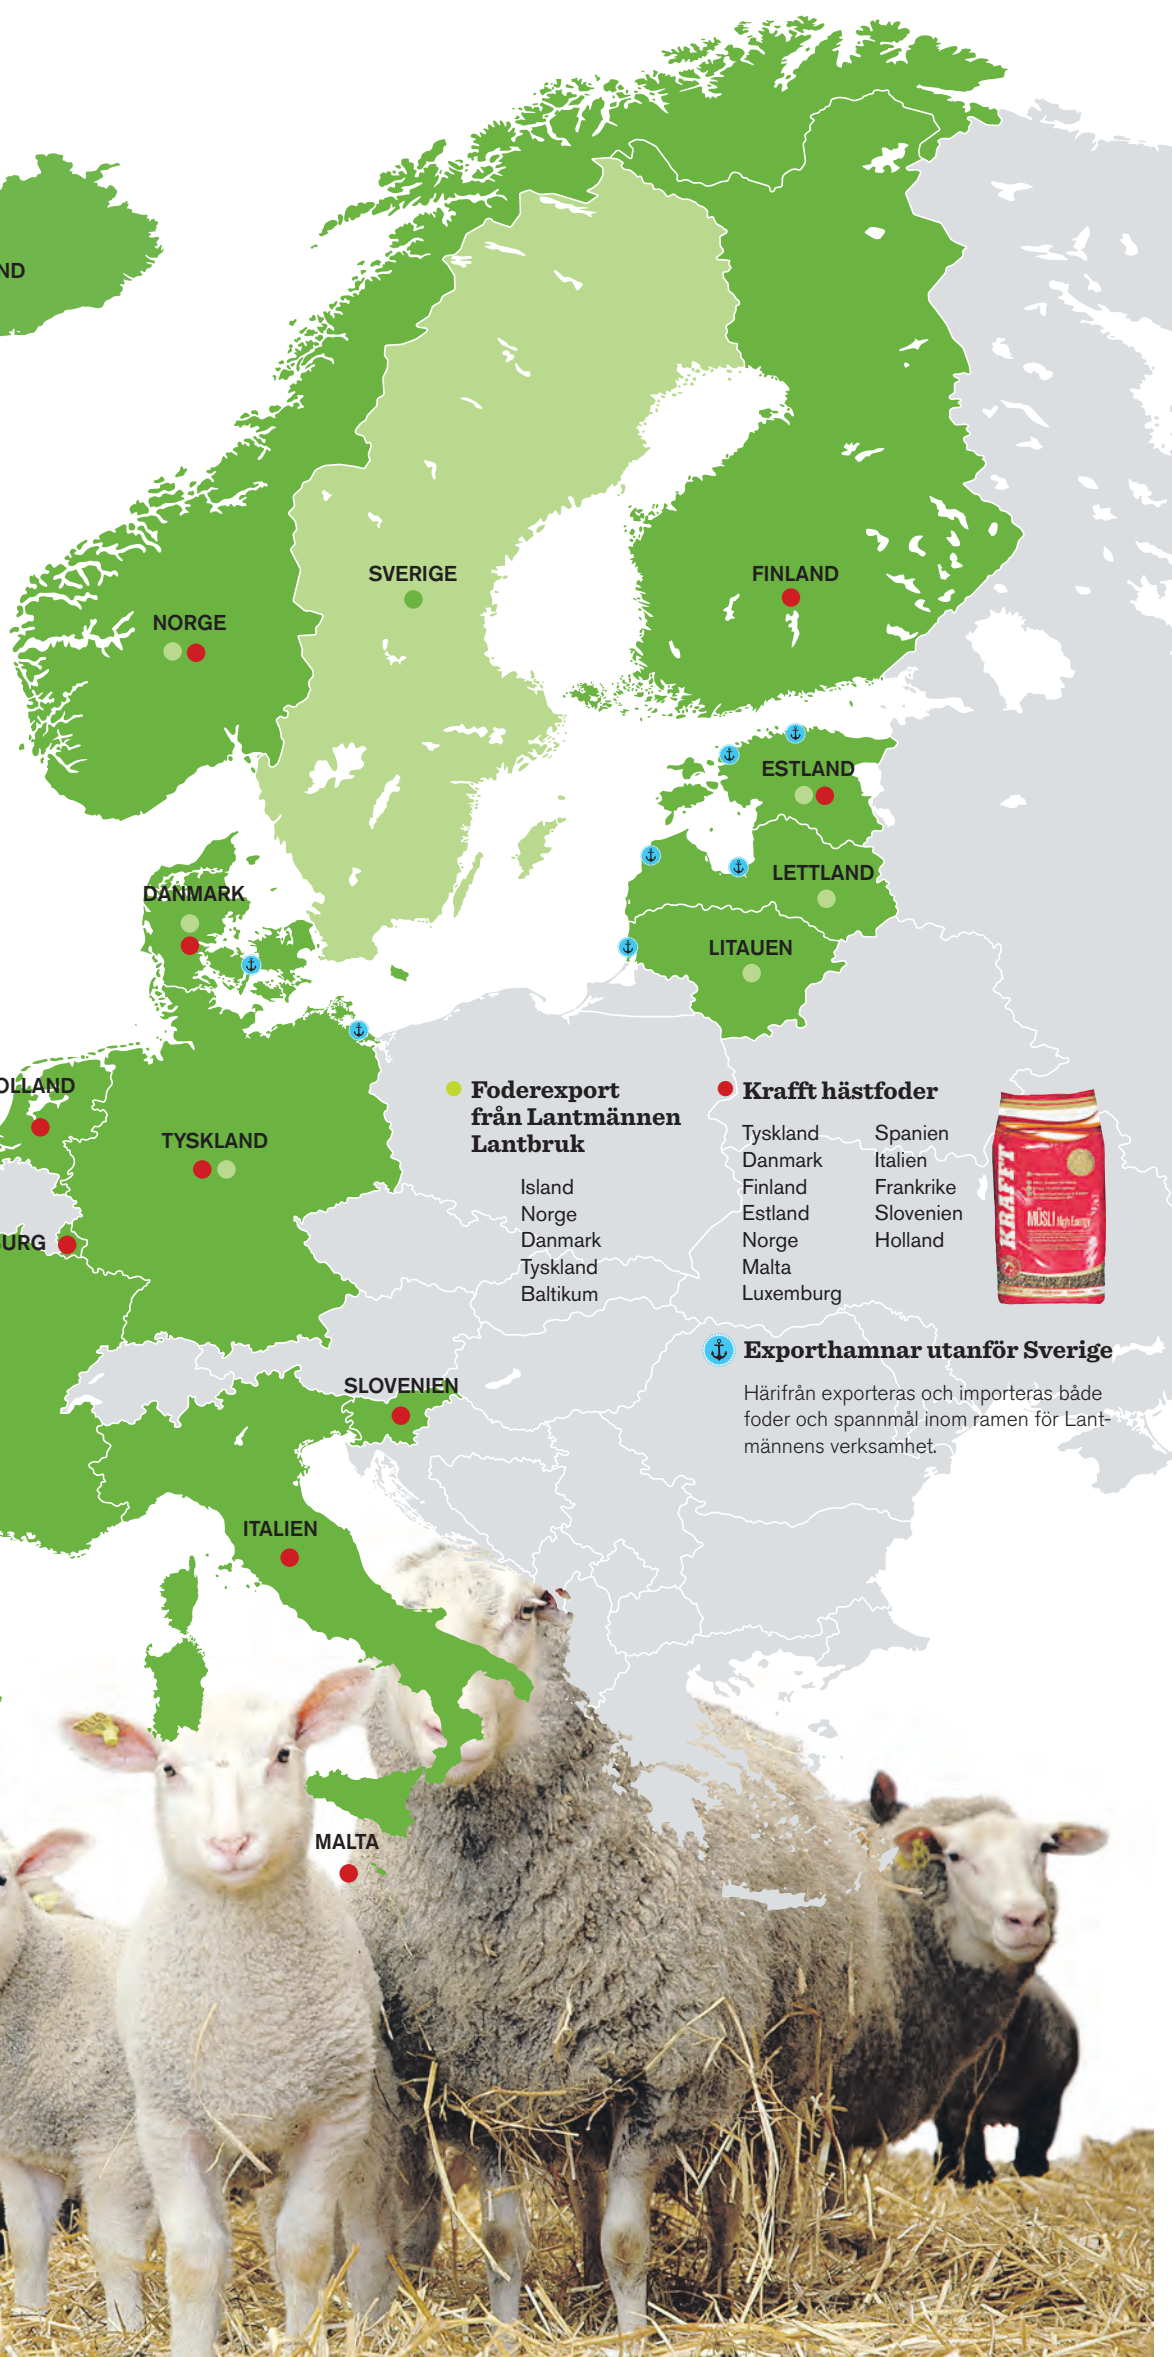 ND
SVERIGE
FINLAND
NORGE
ESTLAND
LETTLAND
DANMARK
LITAUEN
OLLAND
TYSKLAND
URG
Foderexport
från Lantmännen
Lantbruk
Island
Norge
Danmark
Tyskland
Baltikum
Krafft hästfoder
Tyskland
Danmark
Finland
Estland
Norge
Malta
Luxemburg
Spanien
Italien
Frankrike
Slovenien
Holland
KRAFFT
MÜSLI High Energy
Exporthamnar utanför Sverige
Härifrån exporteras och importeras både
foder och spannmål inom ramen för Lant-
männens verksamhet.
SLOVENIEN
ITALIEN
MALTA